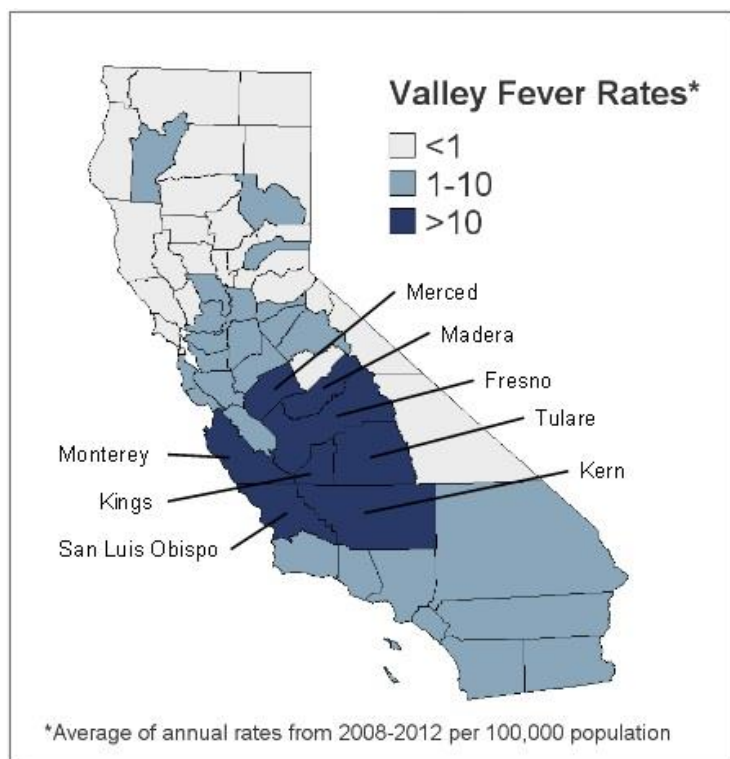 Valley Fever Rates*
<1
1-10
>10
Merced
Madera
Fresno
Tulare
Monterey
Kern
Kings
San Luis Obispo
*Average of annual rates from 2008-2012 per 100,000 population